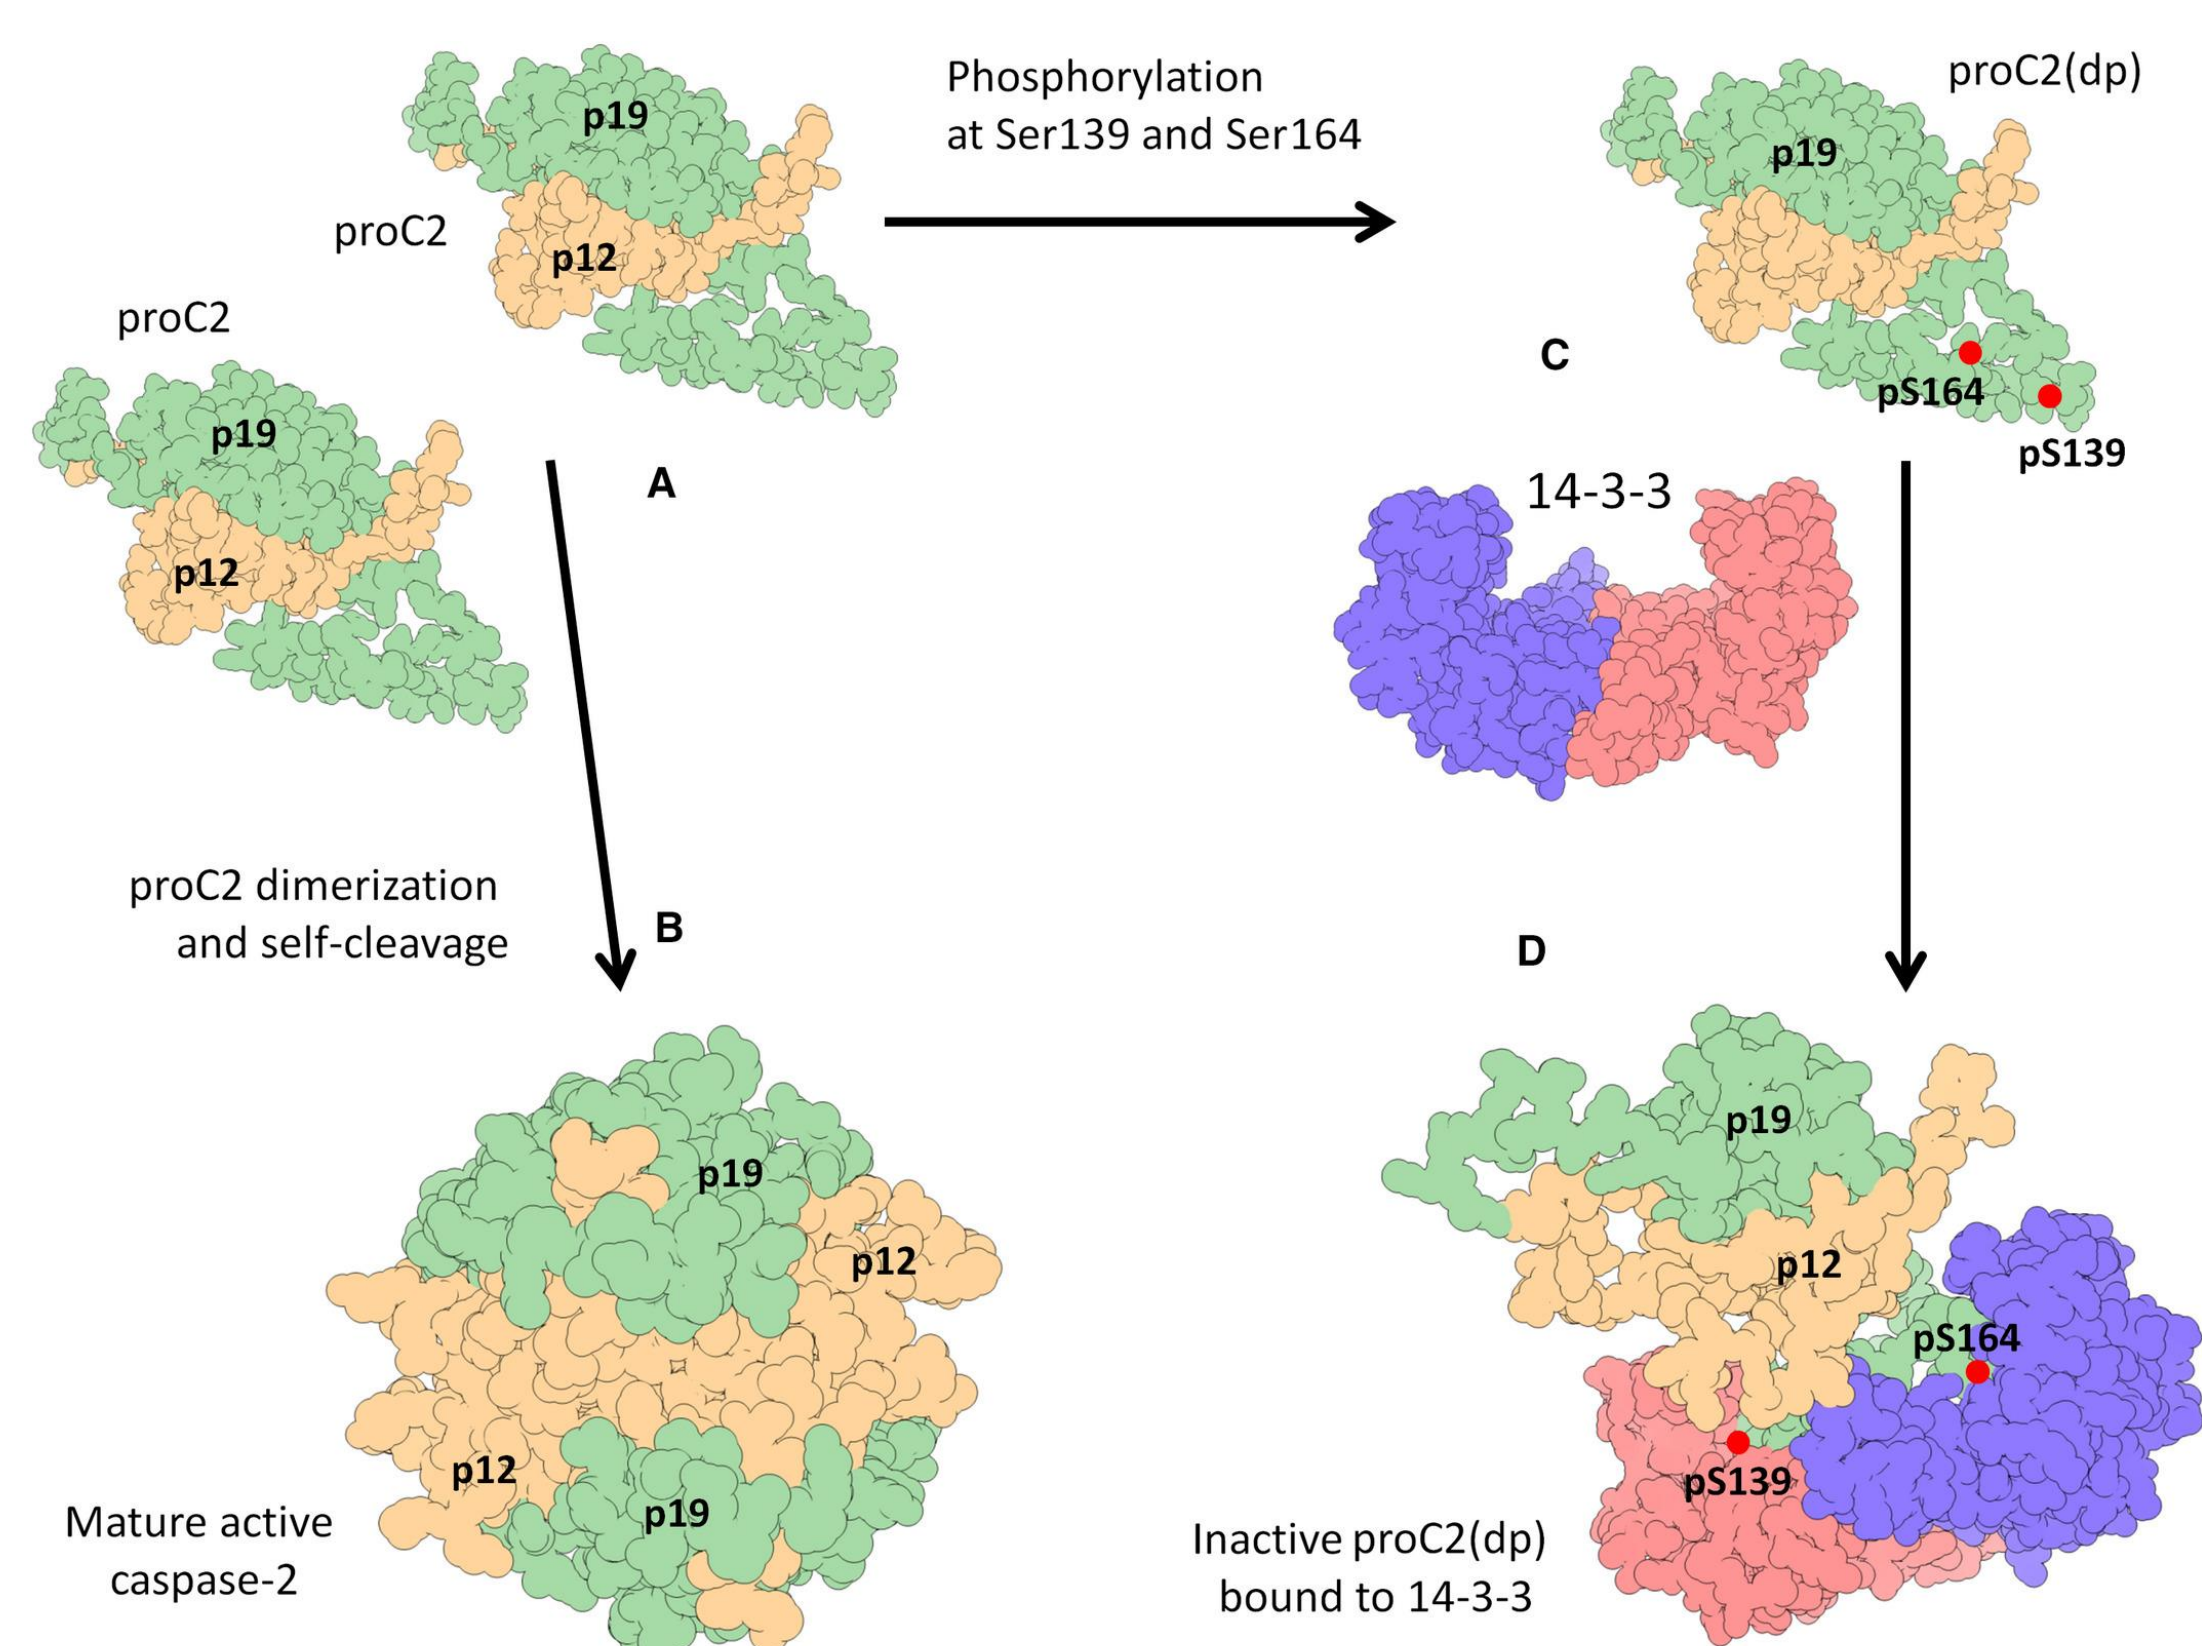 Phosphorylation
at Ser139 and Ser164
proC2(dp)
p19
p19
proC2
p12
proC2
C
pS164
pS139
p19
p12
A
14-3-3
proC2 dimerization
and self-cleavage
B
D
p19
p12
p19
p12
p12
p19
pS164
pS139
Mature active
caspase-2
Inactive proC2(dp)
bound to 14-3-3